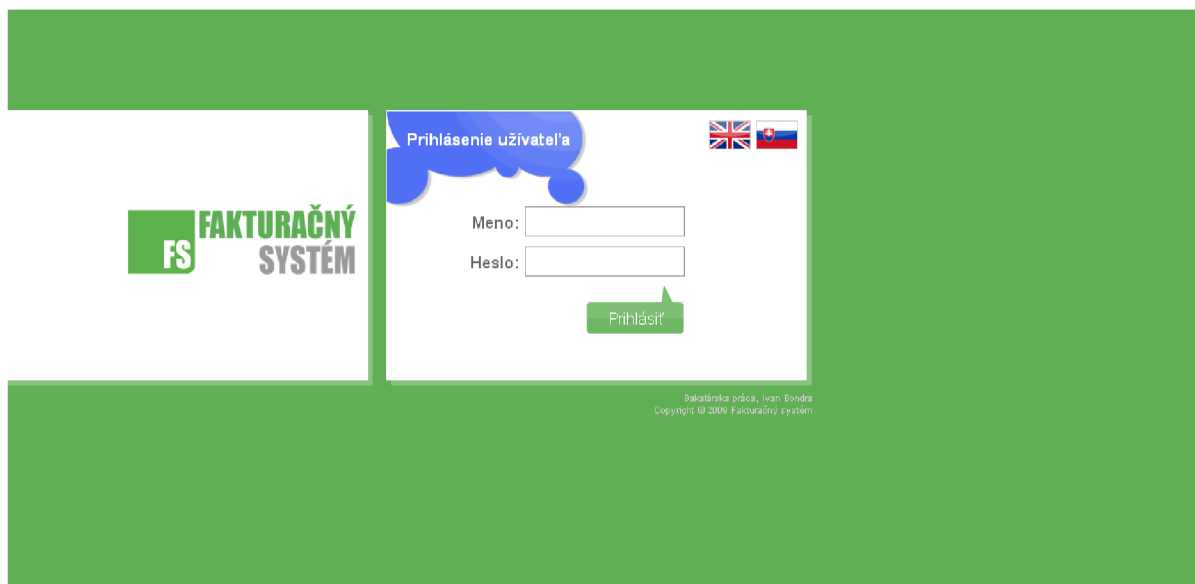 Prihlásenie užívateľa
FS
FAKTURAČNÝ
SYSTÉM
Meno:
Heslo:
Prihlásiť
Bakalárska práca, Ivan Bondra
Copyright © 2009 Fakturačný systém